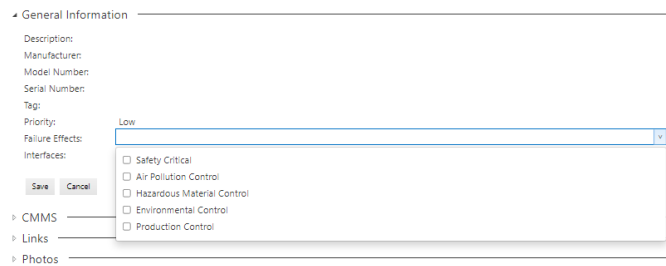 General Information
Description:
Manufacturer:
Model Number:
Serial Number:
Tag:
Priority: Low
Failure Effects:
Interfaces:
Safety Critical
Air Pollution Control
Hazardous Material Control
Environmental Control
Production Control
Save Cancel
CMMS
Links
Photos